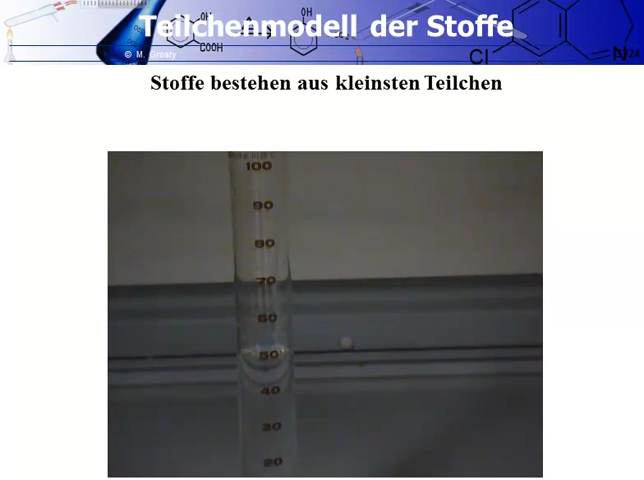 Teilchenmodell der Stoffe
OH
COOH
OH
© M. Grosty
Cl
N
Stoffe bestehen aus kleinsten Teilchen
100
90
80
70
60
50
40
30
20